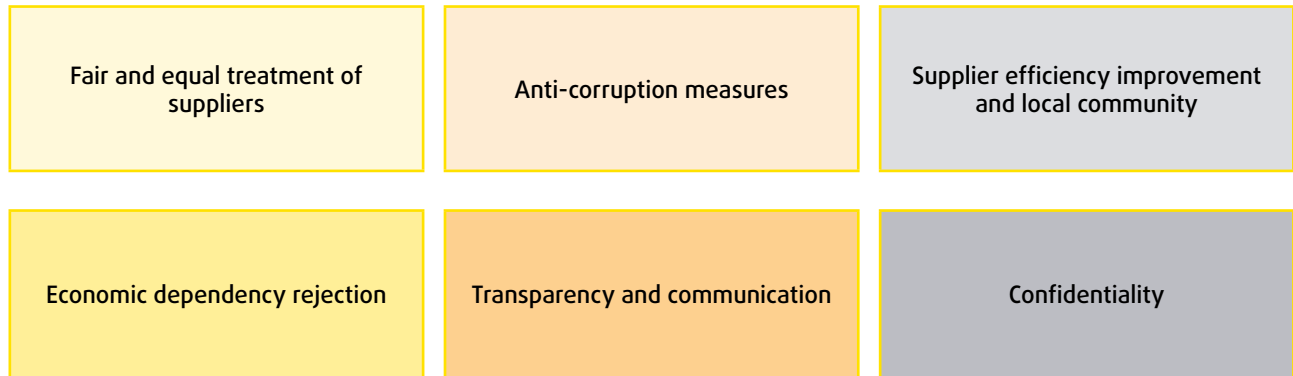 Fair and equal treatment of
suppliers
Anti-corruption measures
Supplier efficiency improvement
and local community
Economic dependency rejection
Transparency and communication
Confidentiality